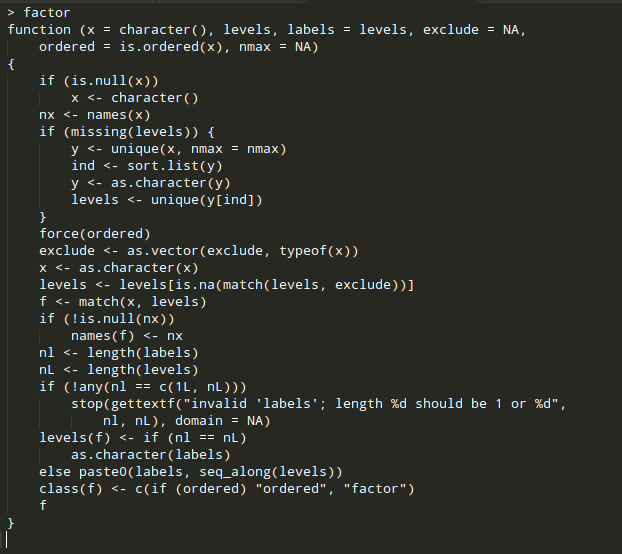 > factor
function (x = character(), levels, labels = levels, exclude = NA,
    ordered = is.ordered(x), nmax = NA)
{
    if (is.null(x))
        x <- character()
    nx <- names(x)
    if (missing(levels)) {
        y <- unique(x, nmax = nmax)
        ind <- sort.list(y)
        y <- as.character(y)
        levels <- unique(y[ind])
    }
    force(ordered)
    exclude <- as.vector(exclude, typeof(x))
    x <- as.character(x)
    levels <- levels[is.na(match(levels, exclude))]
    f <- match(x, levels)
    if (!is.null(nx))
        names(f) <- nx
    nl <- length(labels)
    nL <- length(levels)
    if (!any(nl == c(1L, nL)))
        stop(gettextf("invalid 'labels'; length %d should be 1 or %d",
            nl, nL), domain = NA)
    levels(f) <- if (nl == nL)
        as.character(labels)
    else paste0(labels, seq_along(levels))
    class(f) <- c(if (ordered) "ordered", "factor")
    f
}